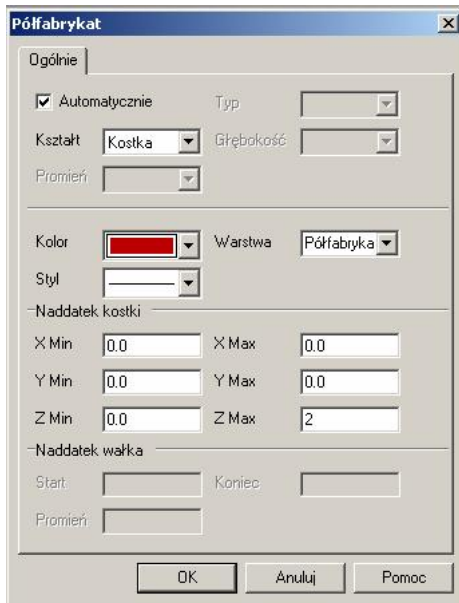 Półfabrykat
Ogólnie
Automatycznie Typ
Kształt Kostka Głębokość
Promień
Kolor Warstwa Półfabryka
Styl
Naddatek kostki
X Min 0.0 X Max 0.0
Y Min 0.0 Y Max 0.0
Z Min 0.0 Z Max 2
Naddatek wałka
Start Koniec
Promień
OK Anuluj Pomoc